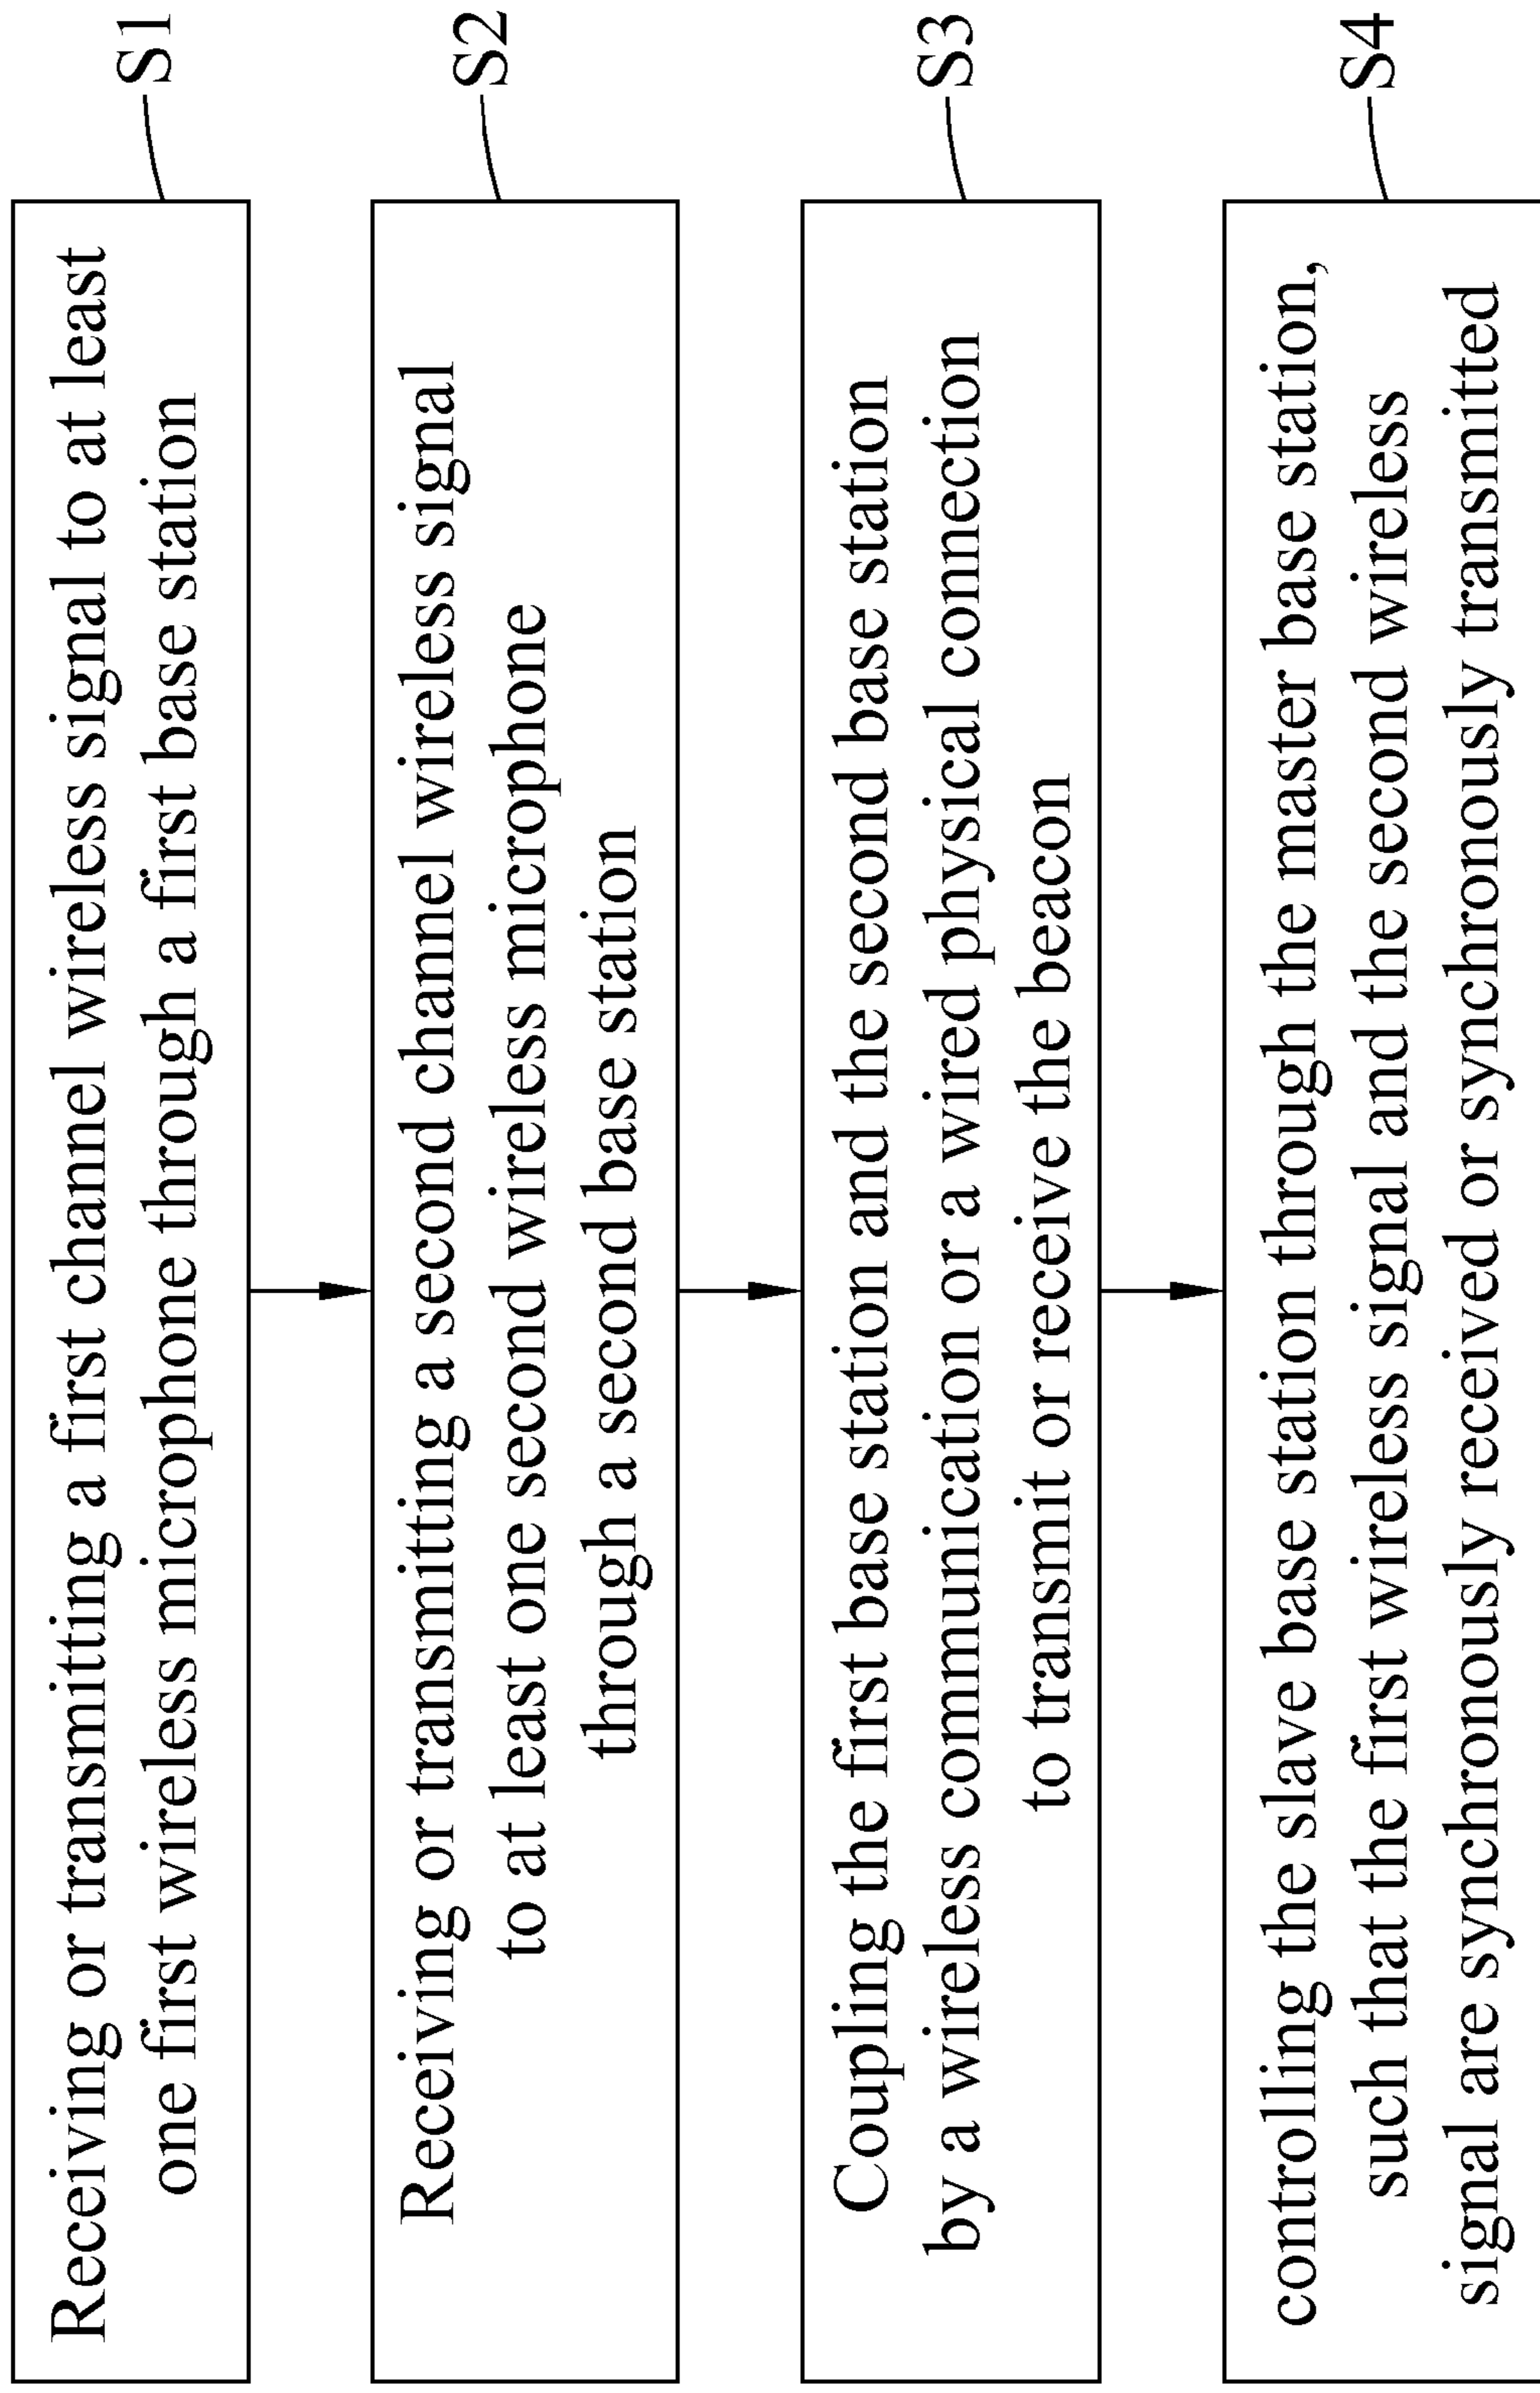 Receiving or transmitting a first channel wireless signal to at least
one first wireless microphone through a first base station
S1
Receiving or transmitting a second channel wireless signal
to at least one second wireless microphone
through a second base station
S2
Coupling the first base station and the second base station
by a wireless communication or a wired physical connection
to transmit or receive the beacon
S3
controlling the slave base station through the master base station,
such that the first wireless signal and the second wireless
signal are synchronously received or synchronously transmitted
S4